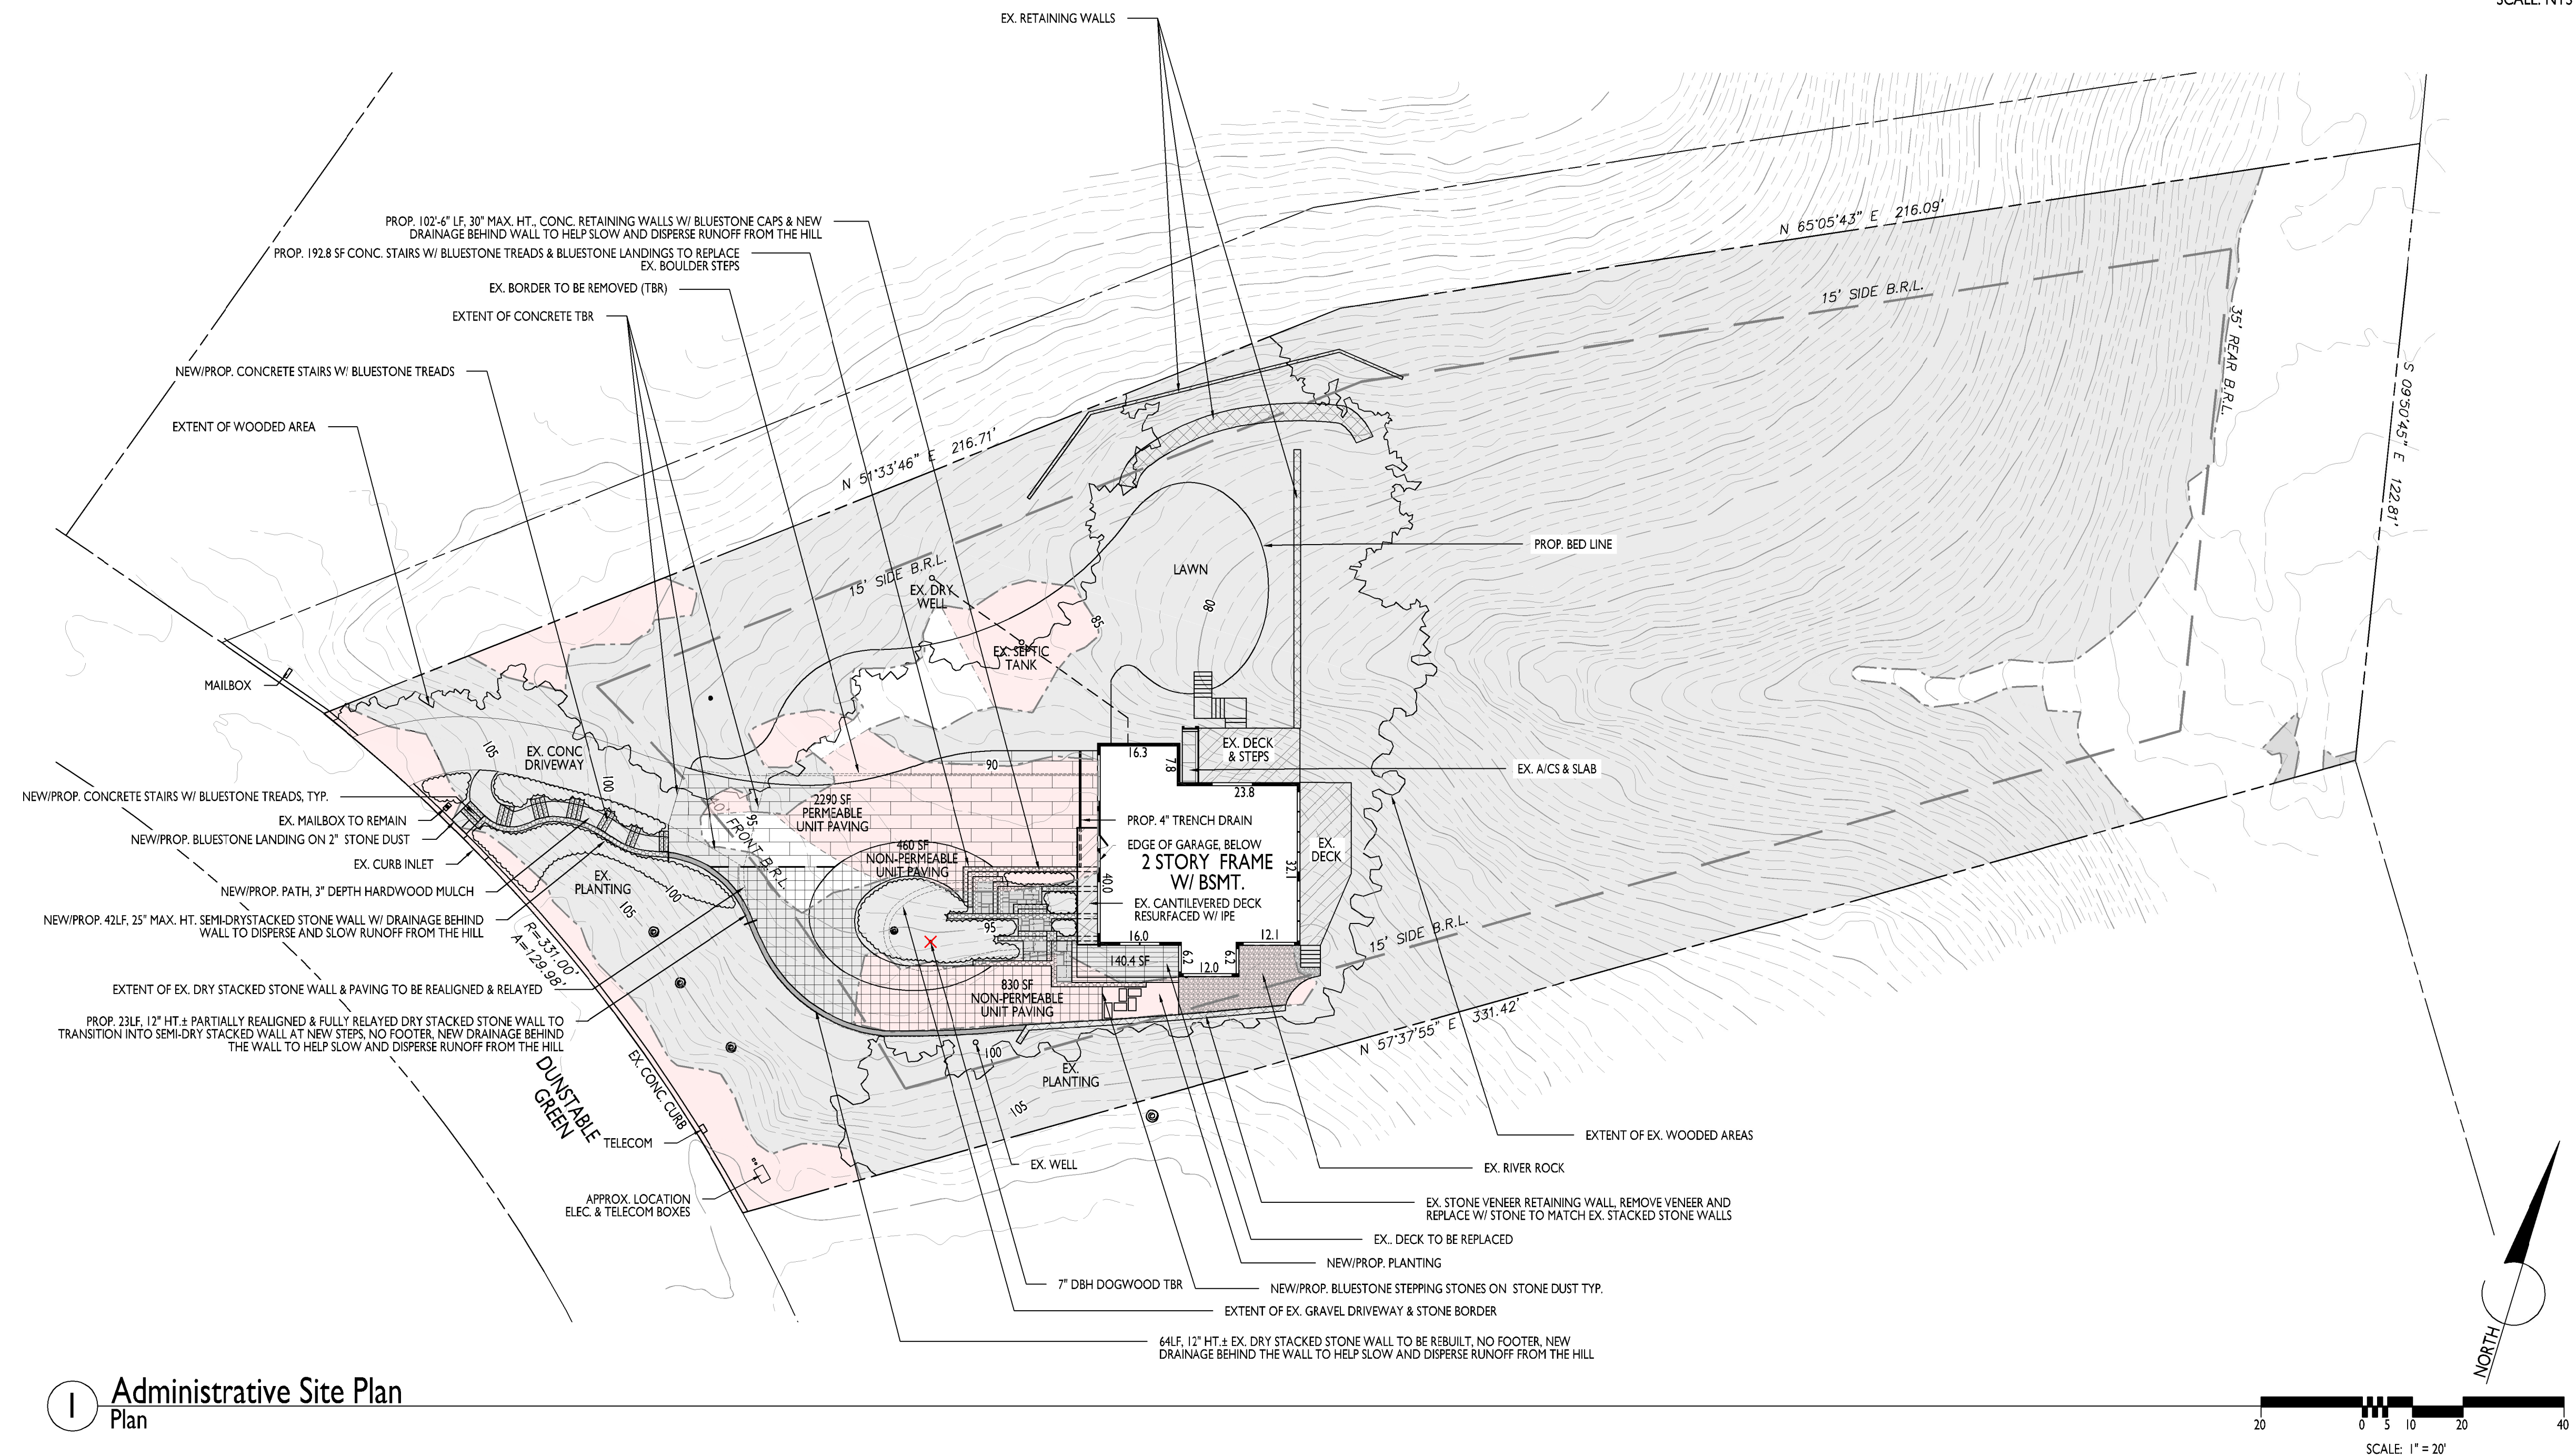 SCALE: NTS
EX. RETAINING WALLS
PROP. 102'-6" LF, 30" MAX. HT., CONC. RETAINING WALLS W/ BLUESTONE CAPS & NEW
DRAINAGE BEHIND WALL TO HELP SLOW AND DISPERSE RUNOFF FROM THE HILL
PROP. 192.8 SF CONC. STAIRS W/ BLUESTONE TREADS & BLUESTONE LANDINGS TO REPLACE
EX. BOULDER STEPS
EX. BORDER TO BE REMOVED (TBR)
EXTENT OF CONCRETE TBR
NEW/PROP. CONCRETE STAIRS W/ BLUESTONE TREADS
EXTENT OF WOODED AREA
N 65°05'43" E 216.09'
15' SIDE B.R.L.
35' REAR B.R.L.
S 09°50'45" E 122.81'
N 51°33'46" E 216.71'
15' SIDE B.R.L.
EX. DRY
WELL
LAWN
80
85
PROP. BED LINE
EX. SEPTIC
TANK
MAILBOX
105
EX. CONC
DRIVEWAY
100
90
16.3
7.8
EX. DECK
& STEPS
EX. A/CS & SLAB
23.8
NEW/PROP. CONCRETE STAIRS W/ BLUESTONE TREADS, TYP.
EX. MAILBOX TO REMAIN
NEW/PROP. BLUESTONE LANDING ON 2" STONE DUST
EX. CURB INLET
NEW/PROP. PATH, 3" DEPTH HARDWOOD MULCH
NEW/PROP. 42LF, 25" MAX. HT. SEMI-DRYSTACKED STONE WALL W/ DRAINAGE BEHIND
WALL TO DISPERSE AND SLOW RUNOFF FROM THE HILL
EXTENT OF EX. DRY STACKED STONE WALL & PAVING TO BE REALIGNED & RELAYED
PROP. 23LF, 12" HT.± PARTIALLY REALIGNED & FULLY RELAYED DRY STACKED STONE WALL TO
TRANSITION INTO SEMI-DRY STACKED WALL AT NEW STEPS, NO FOOTER, NEW DRAINAGE BEHIND
THE WALL TO HELP SLOW AND DISPERSE RUNOFF FROM THE HILL
2290 SF
PERMEABLE
UNIT PAVING
95
FRONT B.R.L.
460 SF
NON-PERMEABLE
UNIT PAVING
PROP. 4" TRENCH DRAIN
EDGE OF GARAGE, BELOW
2 STORY FRAME
W/ BSMT.
EX. CANTILEVERED DECK
RESURFACED W/ IPE
40.0
32.1
EX.
DECK
EX.
PLANTING
100
105
95
16.0
12.1
6.2
6.2
12.0
140.4 SF
15' SIDE B.R.L.
830 SF
NON-PERMEABLE
UNIT PAVING
R=331.00'
A=129.98'
N 57°37'55" E 331.42'
100
EX.
PLANTING
105
DUNSTABLE
GREEN
EX. CONC. CURB
TELECOM
APPROX. LOCATION
ELEC. & TELECOM BOXES
EX. WELL
EXTENT OF EX. WOODED AREAS
EX. RIVER ROCK
EX. STONE VENEER RETAINING WALL, REMOVE VENEER AND
REPLACE W/ STONE TO MATCH EX. STACKED STONE WALLS
EX.. DECK TO BE REPLACED
NEW/PROP. PLANTING
7" DBH DOGWOOD TBR
NEW/PROP. BLUESTONE STEPPING STONES ON STONE DUST TYP.
EXTENT OF EX. GRAVEL DRIVEWAY & STONE BORDER
64LF, 12" HT.± EX. DRY STACKED STONE WALL TO BE REBUILT, NO FOOTER, NEW
DRAINAGE BEHIND THE WALL TO HELP SLOW AND DISPERSE RUNOFF FROM THE HILL
NORTH
1
Administrative Site Plan
Plan
20 0 5 10 20 40
SCALE: 1" = 20'